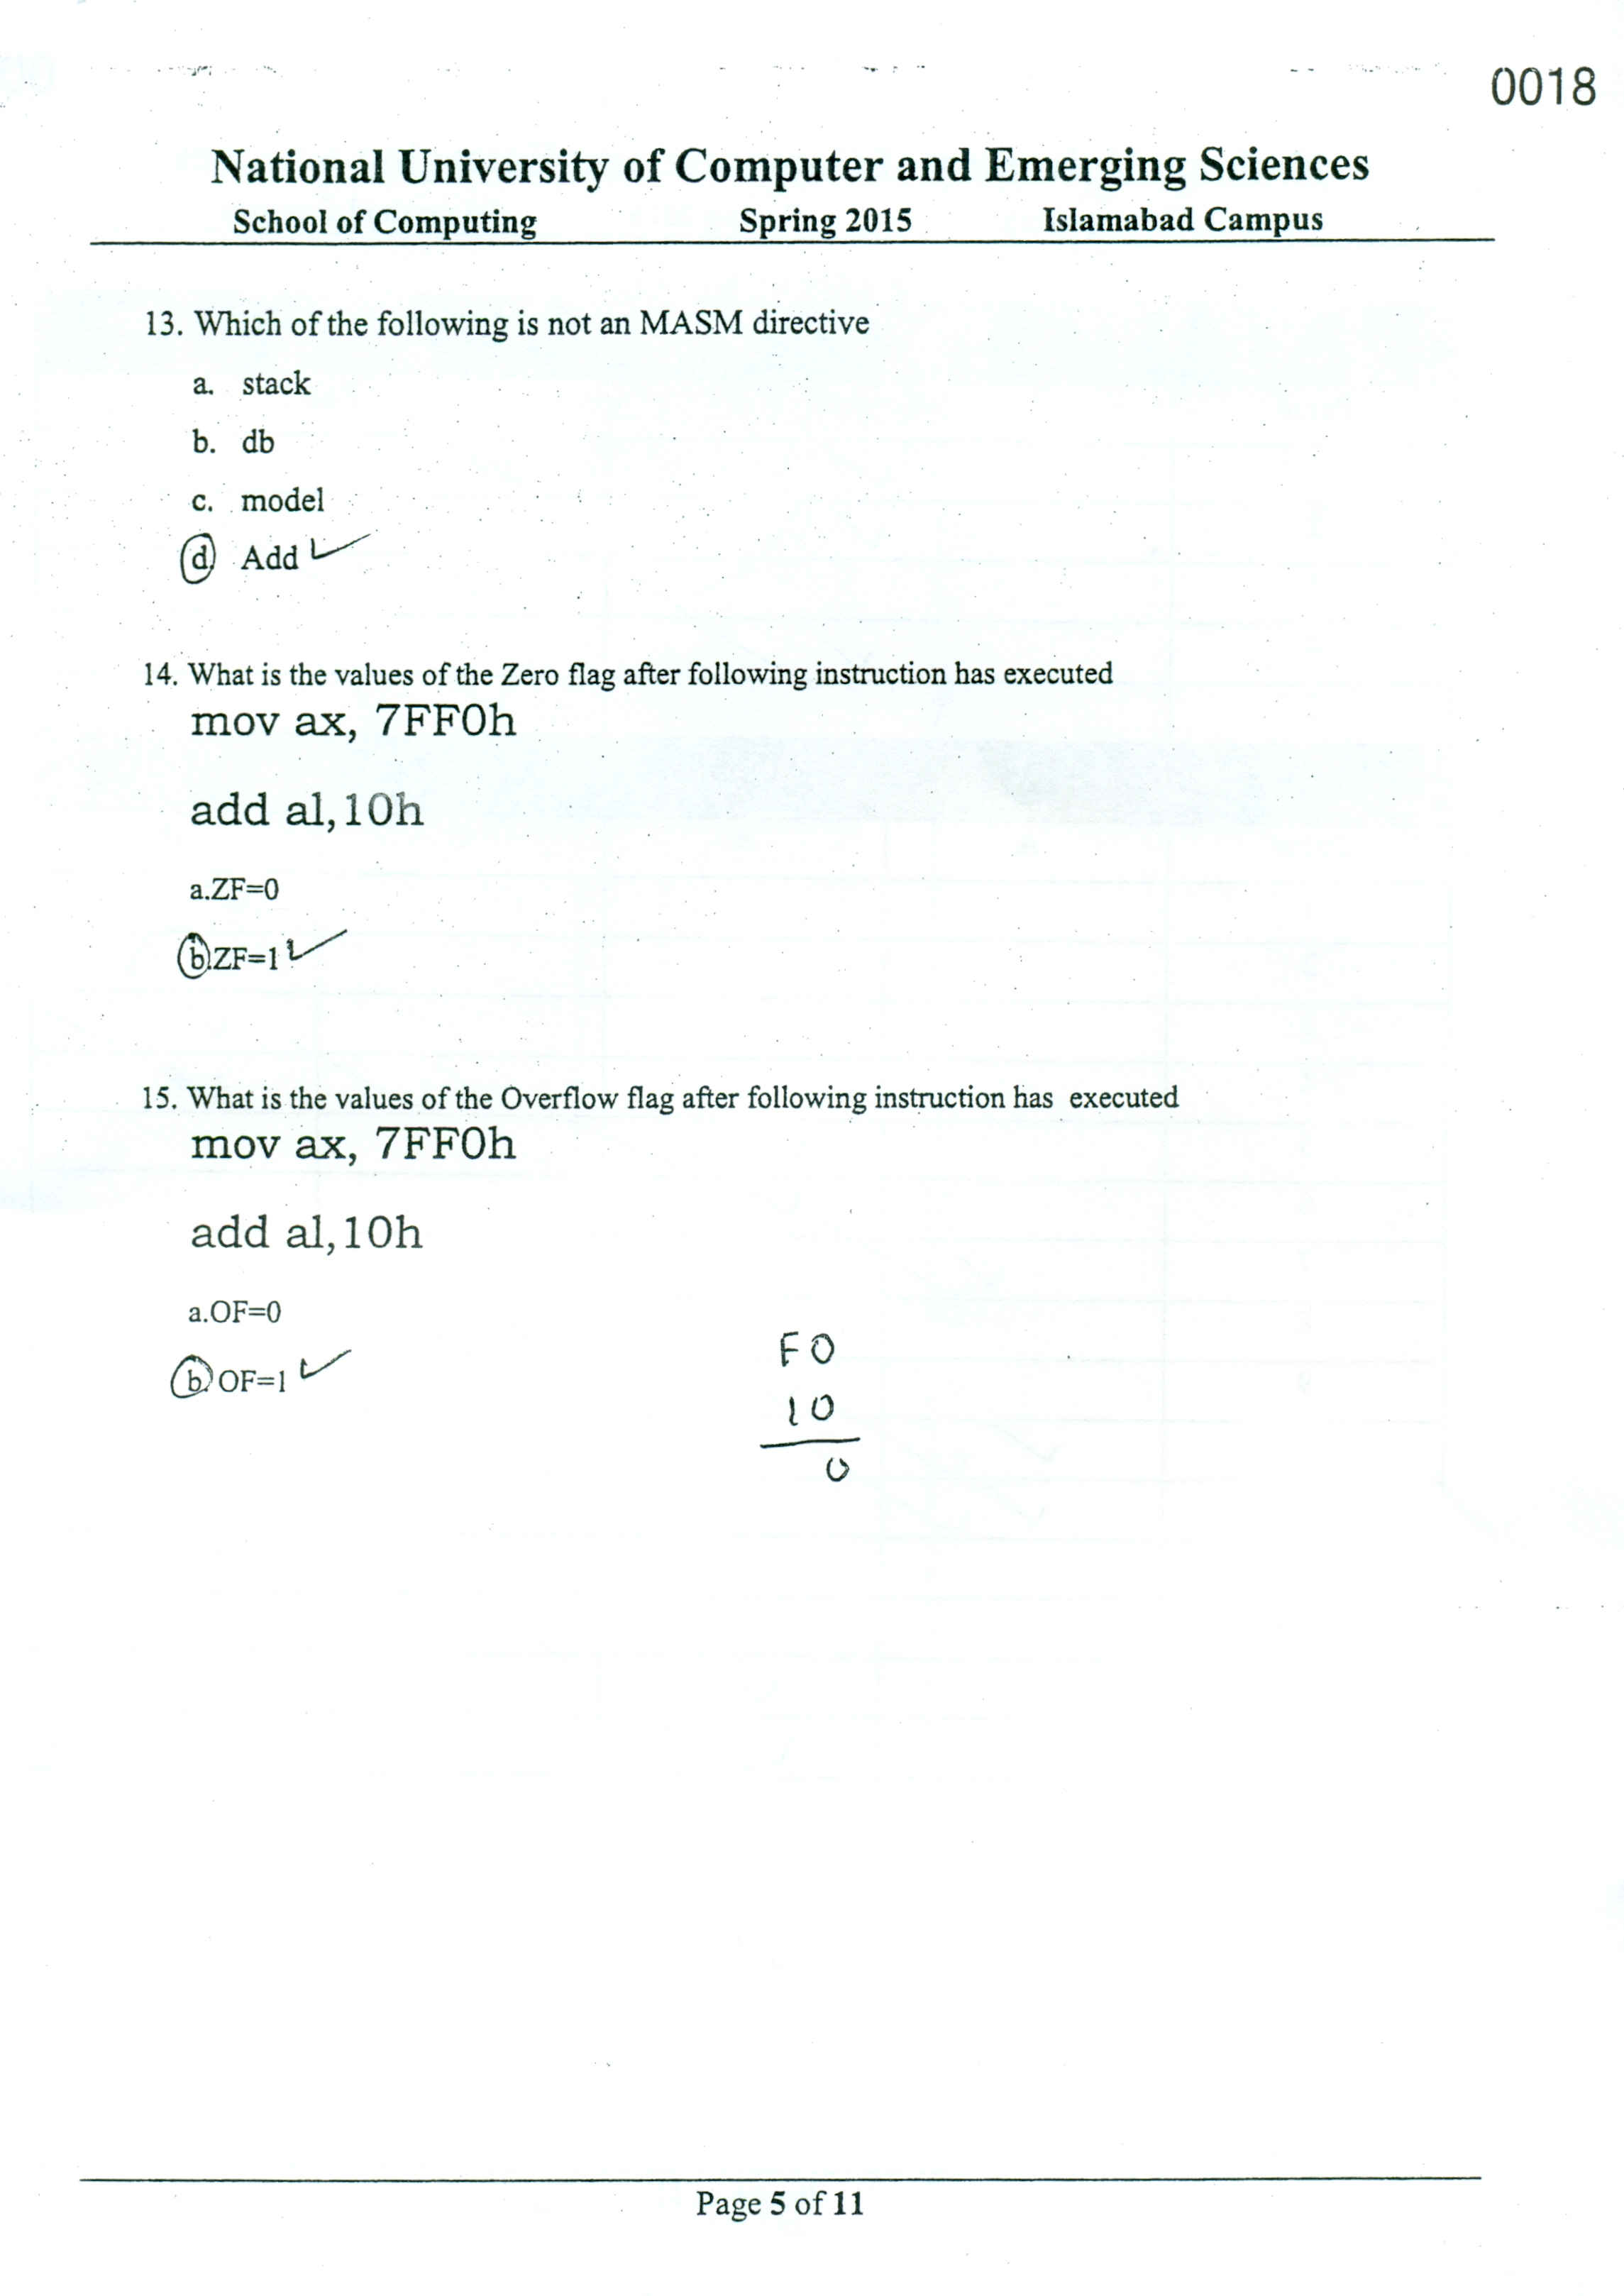 0018
National University of Computer and Emerging Sciences
School of Computing Spring 2015 Islamabad Campus
13. Which of the following is not an MASM directive
a. stack
b. db
c. model
d. Add
14. What is the values of the Zero flag after following instruction has executed
mov ax, 7FF0h
add al,10h
a.ZF=0
b.ZF=1
15. What is the values of the Overflow flag after following instruction has executed
mov ax, 7FF0h
add al,10h
a.OF=0
b.OF=1
F0
10
0
Page 5 of 11